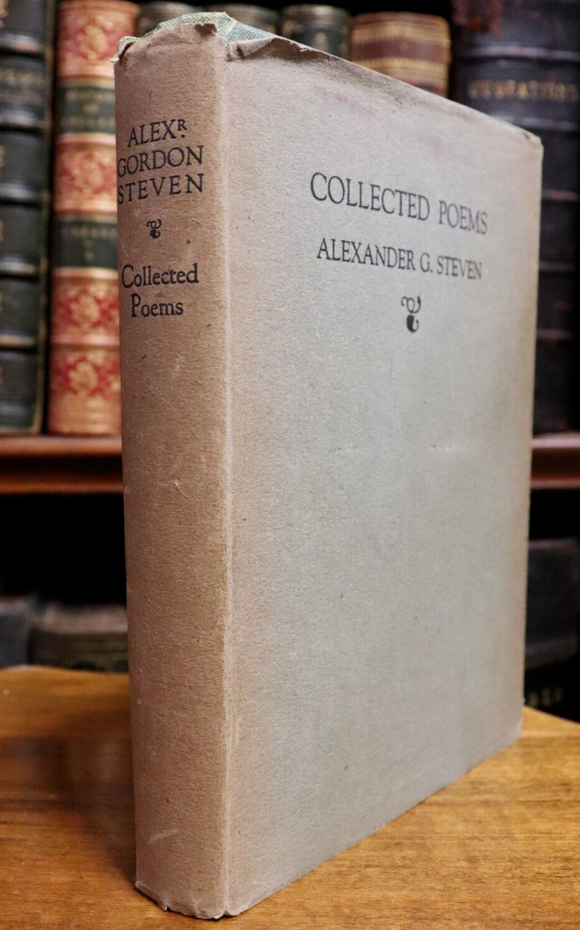 ALEXR.
GORDON
STEVEN
Collected
Poems
COLLECTED POEMS
ALEXANDER G. STEVEN